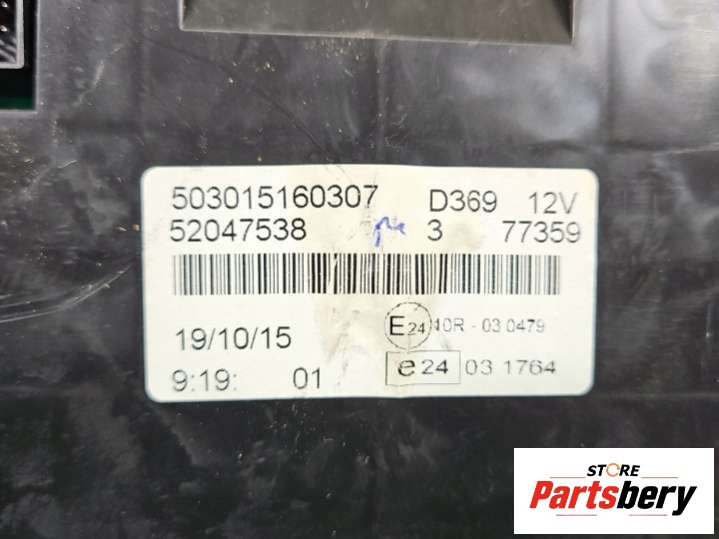 503015160307 D369 12V
52047538 3 77359
19/10/15 E24 10R - 03 0479
9:19: 01 e24 03 1764
STORE
Partsbery